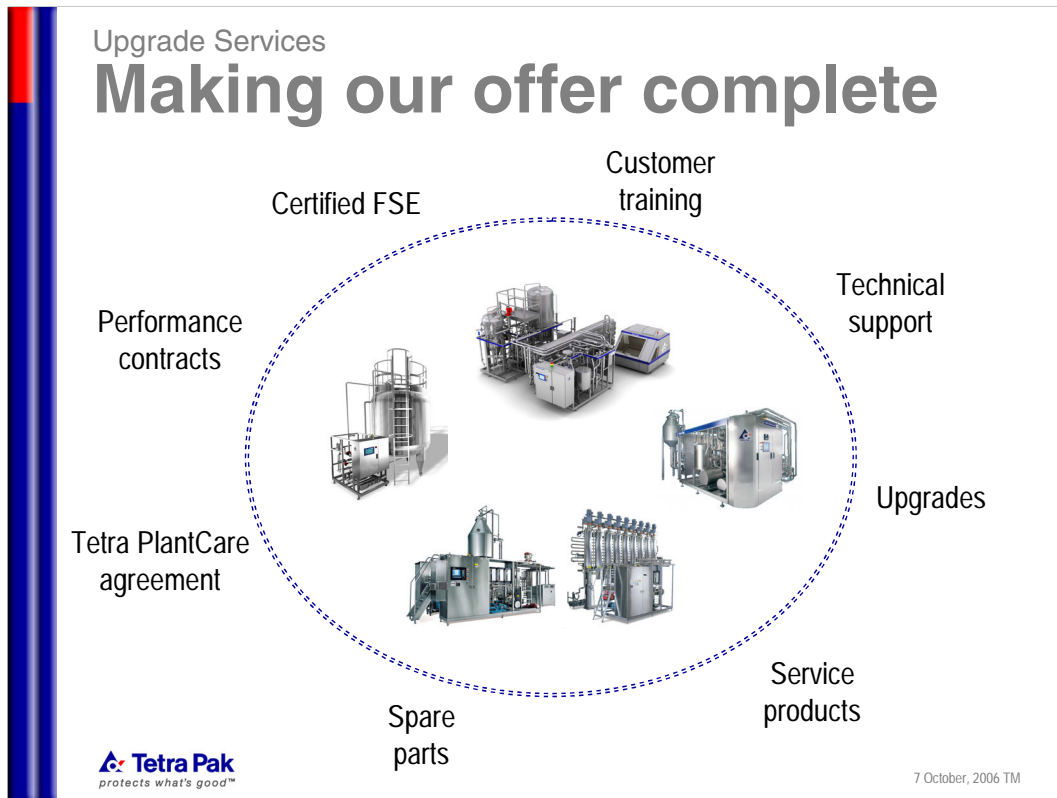 Upgrade Services
Making our offer complete
Customer
training
Certified FSE
Technical
support
Performance
contracts
Upgrades
Tetra PlantCare
agreement
Service
products
Spare
parts
Tetra Pak
protects what's good™
7 October, 2006 TM